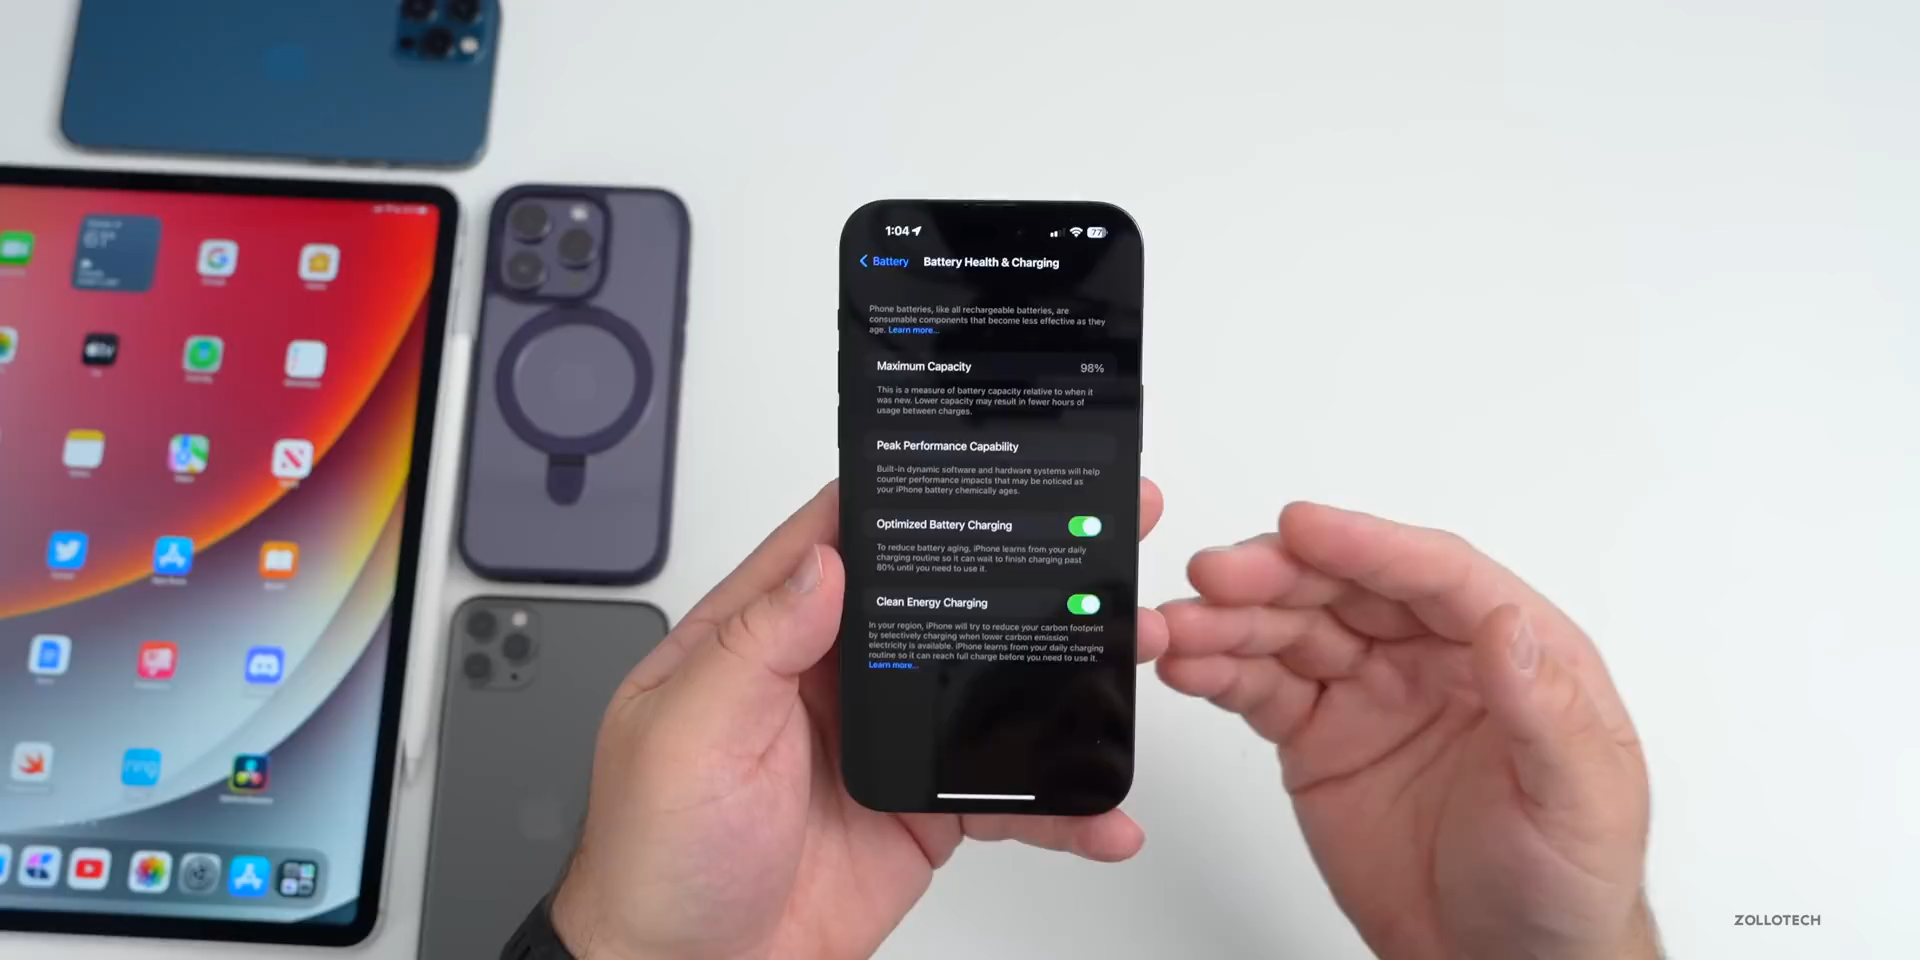 1:04
77
Battery
Battery Health & Charging
Phone batteries, like all rechargeable batteries, are
consumable components that become less effective as they
age. Learn more...
Maximum Capacity 98%
This is a measure of battery capacity relative to when it
was new. Lower capacity may result in fewer hours of
usage between charges.
Peak Performance Capability
Built-in dynamic software and hardware systems will help
counter performance impacts that may be noticed as
your iPhone battery chemically ages.
Optimized Battery Charging
To reduce battery aging, iPhone learns from your daily
charging routine so it can wait to finish charging past
80% until you need to use it.
Clean Energy Charging
In your region, iPhone will try to reduce your carbon footprint
by selectively charging when lower carbon emission
electricity is available. iPhone learns from your daily charging
routine so it can reach full charge before you need to use it.
Learn more...
ring
ZOLLOTECH